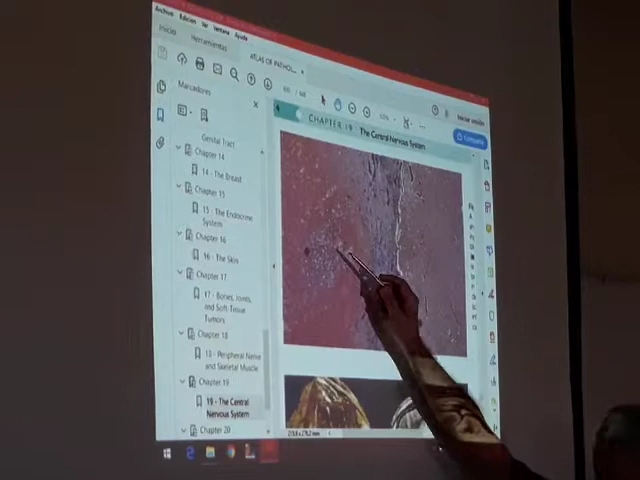 Archivo Edición Ver Ventana Ayuda
Inicio Herramientas ATLAS OF PATHOL...
Iniciar sesión
Marcadores
CHAPTER 19 The Central Nervous System
Compartir
Genital Tract
Chapter 14
14 - The Breast
Chapter 15
15 - The Endocrine
System
Chapter 16
16 - The Skin
Chapter 17
17 - Bones, Joints,
and Soft-Tissue
Tumors
Chapter 18
18 - Peripheral Nerve
and Skeletal Muscle
Chapter 19
19 - The Central
Nervous System
Chapter 20